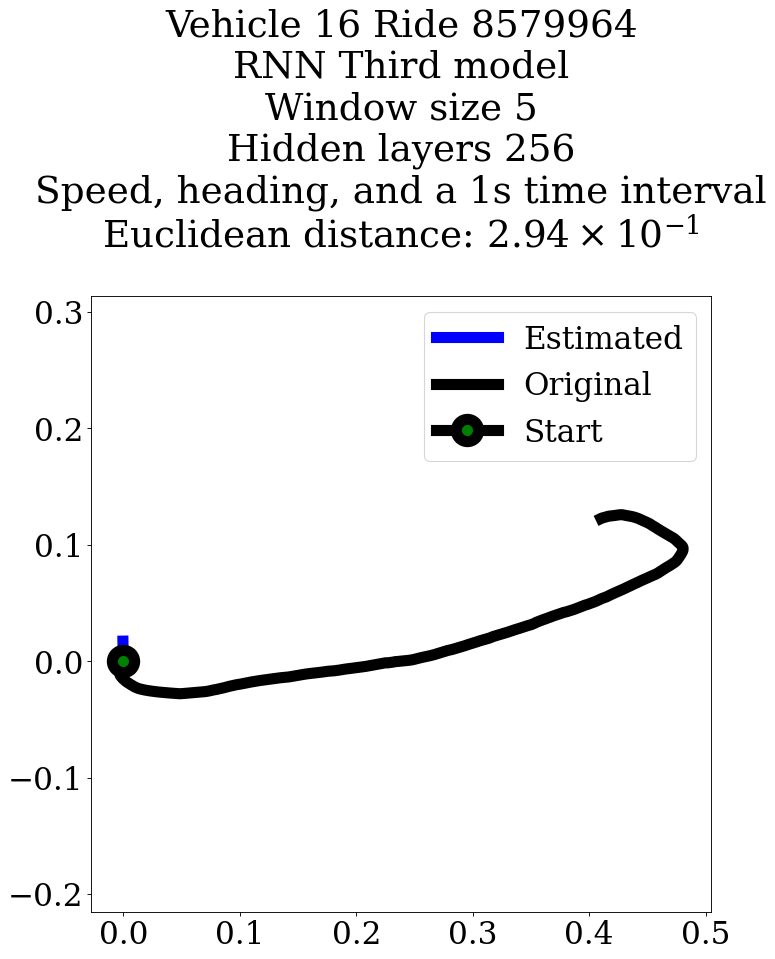 Vehicle 16 Ride 8579964
RNN Third model
Window size 5
Hidden layers 256
Speed, heading, and a 1s time interval
Euclidean distance: 2.94 × 10⁻¹
Estimated
Original
Start
0.3
0.2
0.1
0.0
−0.1
−0.2
0.0 0.1 0.2 0.3 0.4 0.5